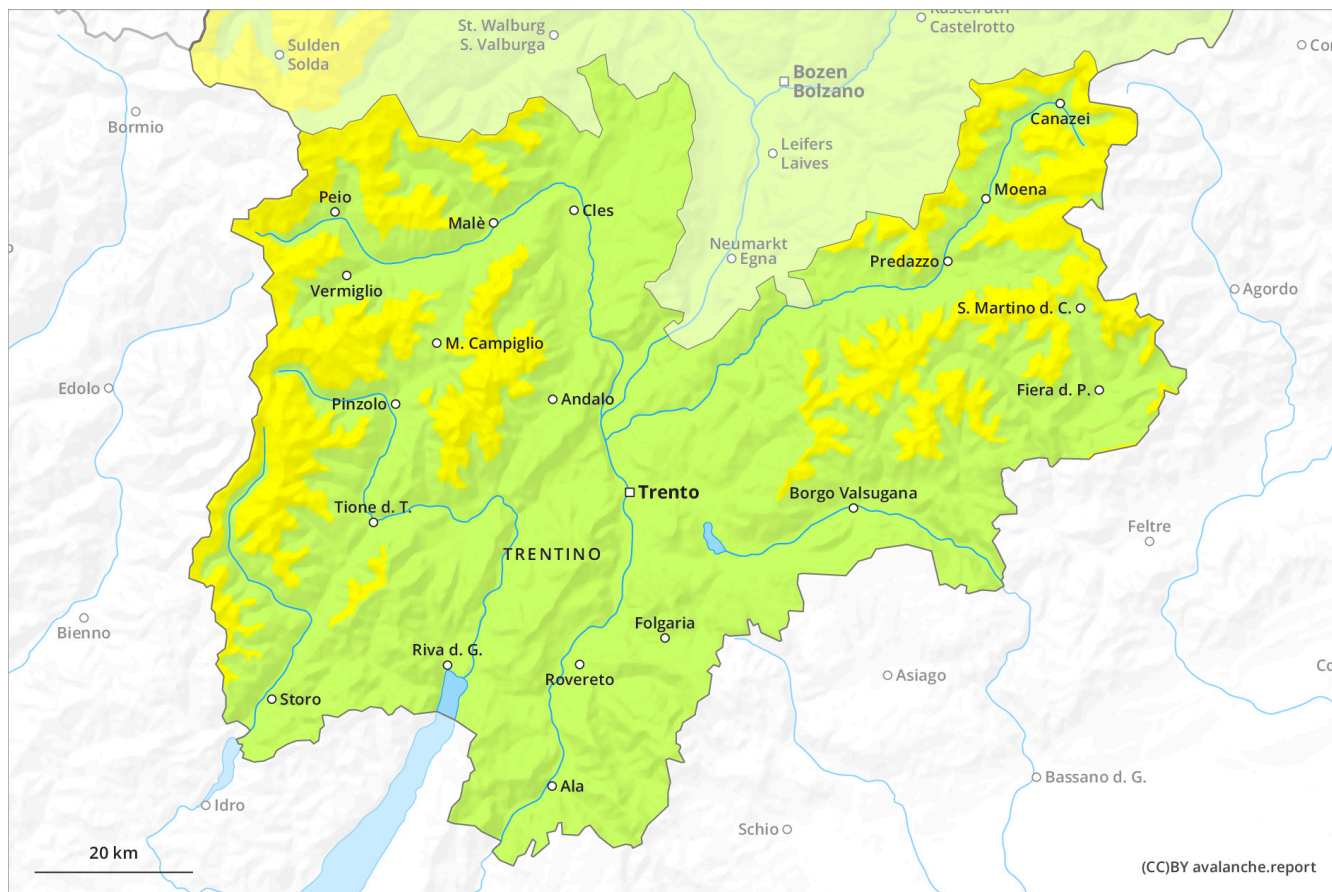 Kastelruth
Castelrotto
St. Walburg
S. Valburga
Sulden
Solda
Bozen
Bolzano
Bormio
Canazei
Leifers
Laives
Peio
Malè
Cles
Moena
Neumarkt
Egna
Predazzo
Vermiglio
Agordo
S. Martino d. C.
M. Campiglio
Edolo
Pinzolo
Andalo
Fiera d. P.
Trento
Borgo Valsugana
Tione d. T.
Feltre
TRENTINO
Bienno
Folgaria
Riva d. G.
Rovereto
Asiago
Storo
Ala
Bassano d. G.
Idro
Schio
20 km
(CC)BY avalanche.report